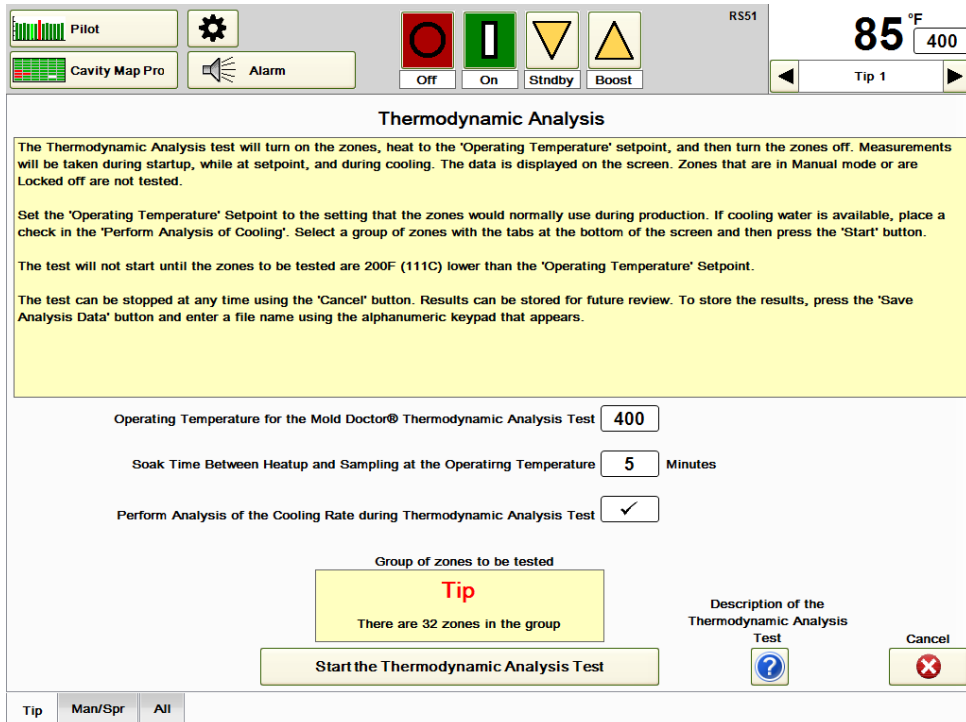 Pilot
Cavity Map Pro
Alarm
Off
On
Stndby
Boost
RS51
85 °F
400
Tip 1
Thermodynamic Analysis
The Thermodynamic Analysis test will turn on the zones, heat to the 'Operating Temperature' setpoint, and then turn the zones off. Measurements
will be taken during startup, while at setpoint, and during cooling. The data is displayed on the screen. Zones that are in Manual mode or are
Locked off are not tested.
Set the 'Operating Temperature' Setpoint to the setting that the zones would normally use during production. If cooling water is available, place a
check in the 'Perform Analysis of Cooling'. Select a group of zones with the tabs at the bottom of the screen and then press the 'Start' button.
The test will not start until the zones to be tested are 200F (111C) lower than the 'Operating Temperature' Setpoint.
The test can be stopped at any time using the 'Cancel' button. Results can be stored for future review. To store the results, press the 'Save
Analysis Data' button and enter a file name using the alphanumeric keypad that appears.
Operating Temperature for the Mold Doctor® Thermodynamic Analysis Test 400
Soak Time Between Heatup and Sampling at the Operatirng Temperature 5 Minutes
Perform Analysis of the Cooling Rate during Thermodynamic Analysis Test ✓
Group of zones to be tested
Tip
There are 32 zones in the group
Start the Thermodynamic Analysis Test
Description of the
Thermodynamic Analysis
Test
?
Cancel
Tip
Man/Spr
All